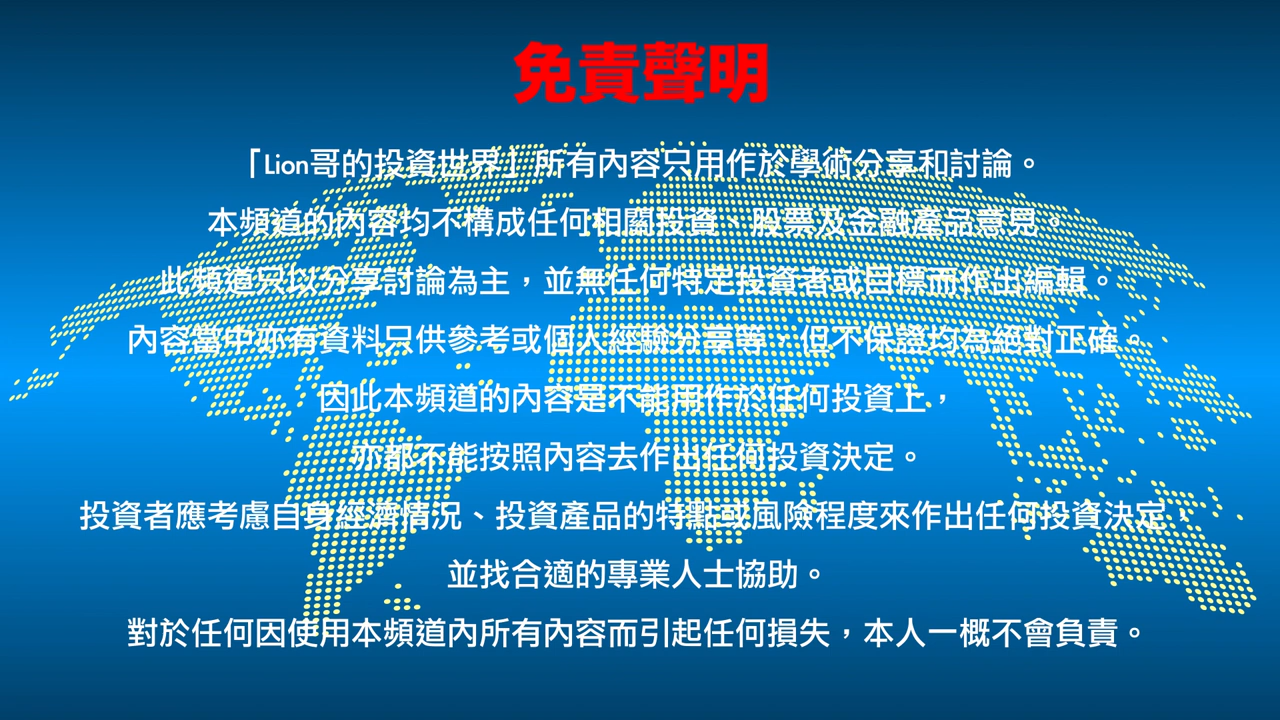 免責聲明
「Lion哥的投資世界」所有內容只用作於學術分享和討論。
本頻道的內容均不構成任何相關投資、股票及金融產品意見。
此頻道只以分享討論為主，並無任何特定投資者或目標而作出編輯。
內容當中亦有資料只供參考或個人經驗分享等，但不保證均為絕對正確。
因此本頻道的內容是不能用作於任何投資上，
亦都不能按照內容去作出任何投資決定。
投資者應考慮自身經濟情況、投資產品的特點或風險程度來作出任何投資決定，
並找合適的專業人士協助。
對於任何因使用本頻道內所有內容而引起任何損失，本人一概不會負責。